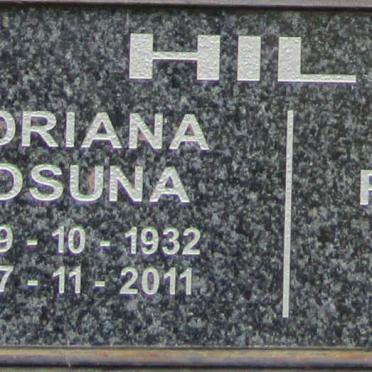 HIL
ORIANA
OSUNA
9 - 10 - 1932
7 - 11 - 2011